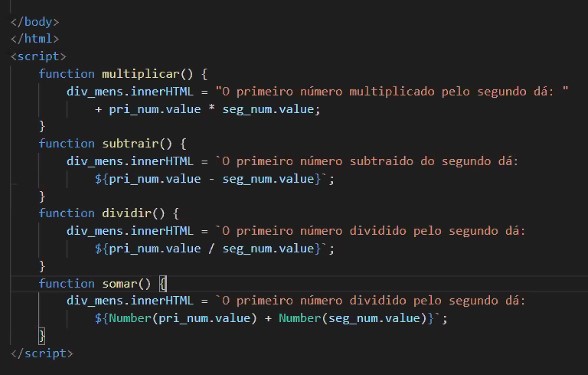 </body>
</html>
<script>
function multiplicar() {
div_mens.innerHTML = "O primeiro número multiplicado pelo segundo dá: "
+ pri_num.value * seg_num.value;
}
function subtrair() {
div_mens.innerHTML = `O primeiro número subtraido do segundo dá:
${pri_num.value - seg_num.value}`;
}
function dividir() {
div_mens.innerHTML = `O primeiro número dividido pelo segundo dá:
${pri_num.value / seg_num.value}`;
}
function somar() {
div_mens.innerHTML = `O primeiro número dividido pelo segundo dá:
${Number(pri_num.value) + Number(seg_num.value)}`;
}
</script>